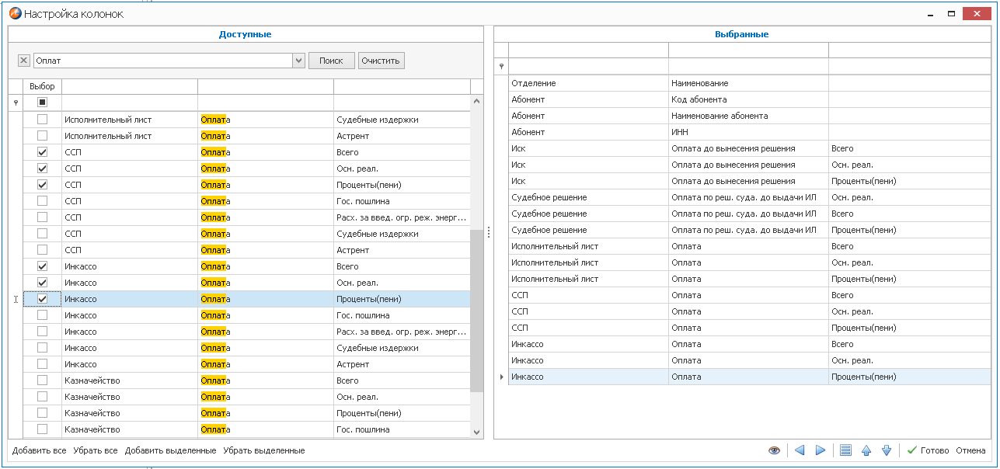 Настройка колонок
Доступные
Оплат
Поиск
Очистить
Выбор
Исполнительный лист Оплата Судебные издержки
Исполнительный лист Оплата Астрент
ССП Оплата Всего
ССП Оплата Осн. реал.
ССП Оплата Проценты(пени)
ССП Оплата Гос. пошлина
ССП Оплата Расх. за введ. огр. реж. энерг...
ССП Оплата Судебные издержки
ССП Оплата Астрент
Инкассо Оплата Всего
Инкассо Оплата Осн. реал.
Инкассо Оплата Проценты(пени)
Инкассо Оплата Гос. пошлина
Инкассо Оплата Расх. за введ. огр. реж. энерг...
Инкассо Оплата Судебные издержки
Инкассо Оплата Астрент
Казначейство Оплата Всего
Казначейство Оплата Осн. реал.
Казначейство Оплата Проценты(пени)
Казначейство Оплата Гос. пошлина
Выбранные
Отделение Наименование
Абонент Код абонента
Абонент Наименование абонента
Абонент ИНН
Иск Оплата до вынесения решения Всего
Иск Оплата до вынесения решения Осн. реал.
Иск Оплата до вынесения решения Проценты(пени)
Судебное решение Оплата по реш. суда. до выдачи ИЛ Осн. реал.
Судебное решение Оплата по реш. суда. до выдачи ИЛ Всего
Судебное решение Оплата по реш. суда. до выдачи ИЛ Проценты(пени)
Исполнительный лист Оплата Всего
Исполнительный лист Оплата Осн. реал.
Исполнительный лист Оплата Проценты(пени)
ССП Оплата Всего
ССП Оплата Осн. реал.
ССП Оплата Проценты(пени)
Инкассо Оплата Всего
Инкассо Оплата Осн. реал.
Инкассо Оплата Проценты(пени)
Добавить все Убрать все Добавить выделенные Убрать выделенные
Готово Отмена